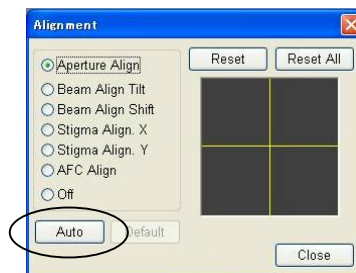 Alignment
Reset
Reset All
Aperture Align
Beam Align Tilt
Beam Align Shift
Stigma Align. X
Stigma Align. Y
AFC Align
Off
Auto
Default
Close